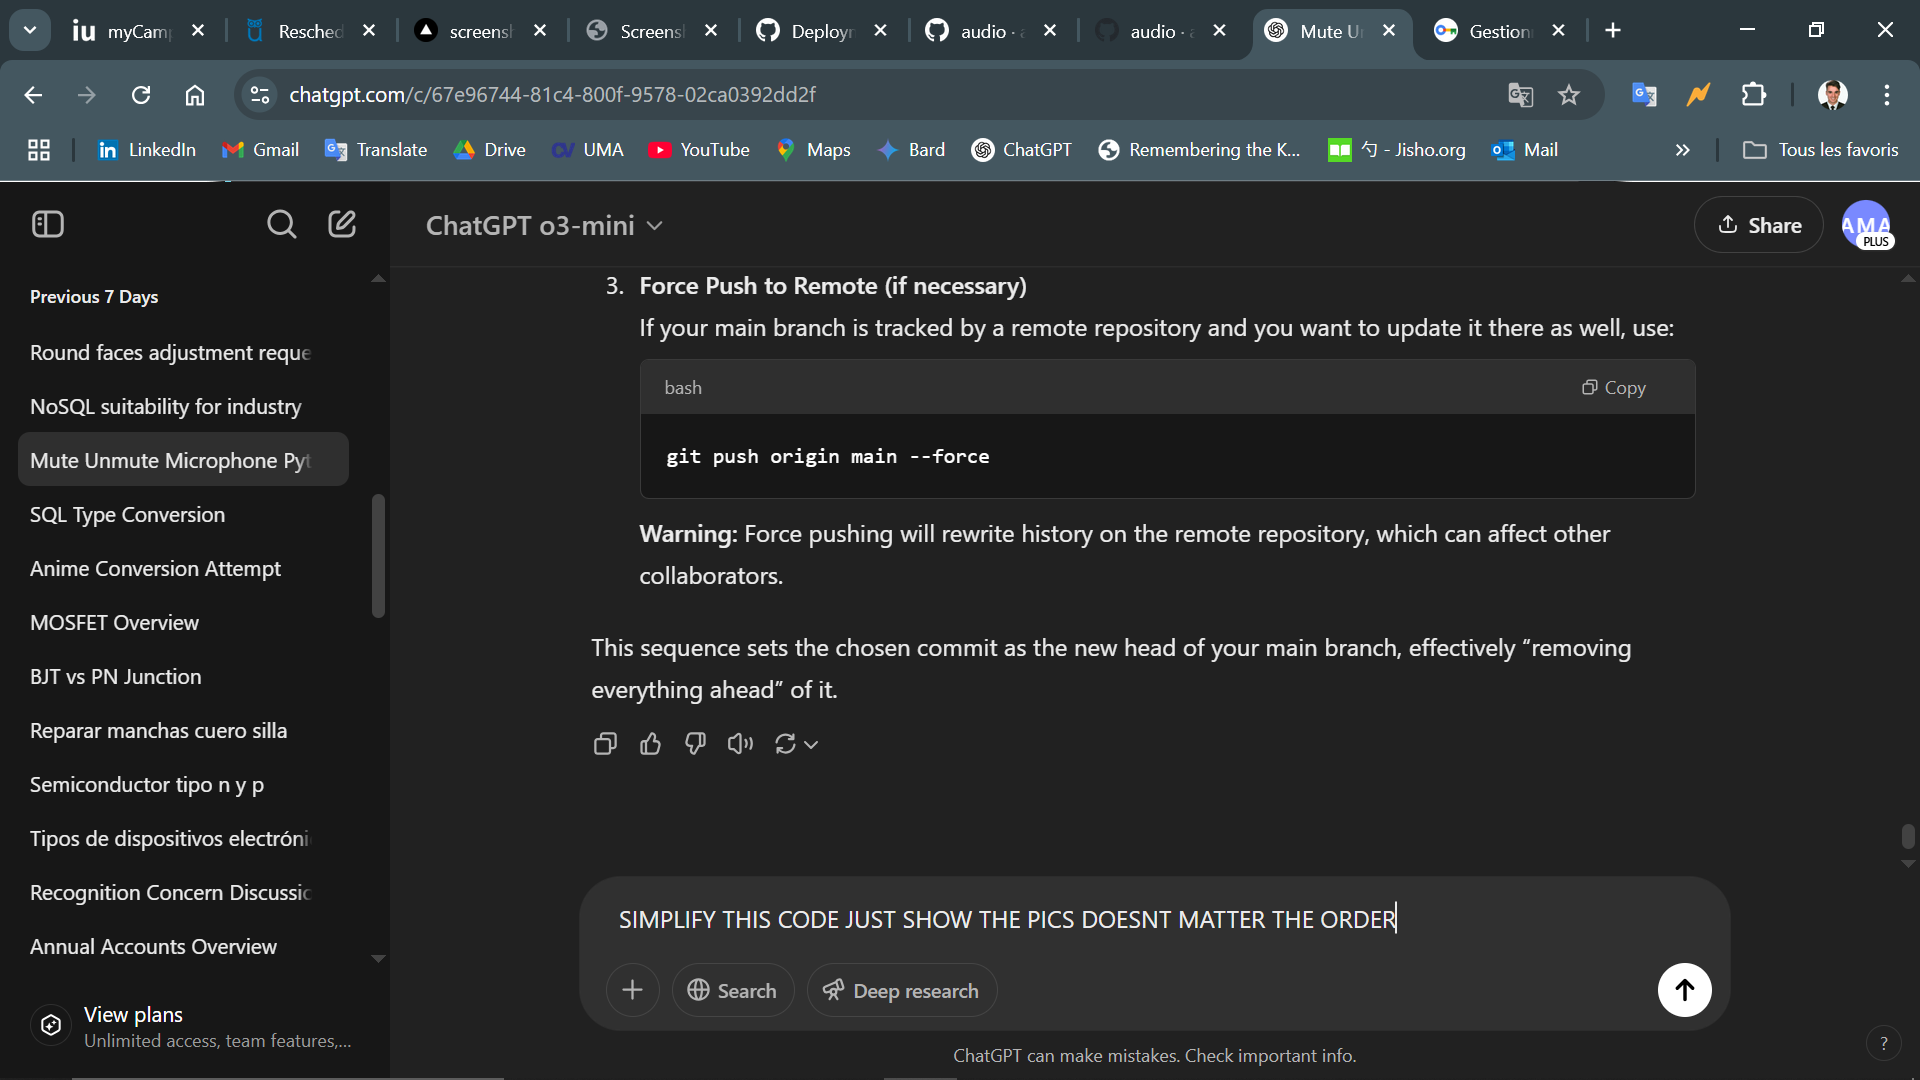 myCam
Resched
screens
Screens
Deploy
audio · a
audio · a
Mute U
Gestion
chatgpt.com/c/67e96744-81c4-800f-9578-02ca0392dd2f
LinkedIn
Gmail
Translate
Drive
UMA
YouTube
Maps
Bard
ChatGPT
Remembering the K...
勺 - Jisho.org
Mail
Tous les favoris
ChatGPT o3-mini
Share
AMA
PLUS
Previous 7 Days
Round faces adjustment reque
NoSQL suitability for industry
Mute Unmute Microphone Pyt
SQL Type Conversion
Anime Conversion Attempt
MOSFET Overview
BJT vs PN Junction
Reparar manchas cuero silla
Semiconductor tipo n y p
Tipos de dispositivos electróni
Recognition Concern Discussic
Annual Accounts Overview
View plans
Unlimited access, team features,...
3. Force Push to Remote (if necessary)
If your main branch is tracked by a remote repository and you want to update it there as well, use:
bash
Copy
git push origin main --force
Warning: Force pushing will rewrite history on the remote repository, which can affect other
collaborators.
This sequence sets the chosen commit as the new head of your main branch, effectively “removing
everything ahead” of it.
SIMPLIFY THIS CODE JUST SHOW THE PICS DOESNT MATTER THE ORDER
Search
Deep research
ChatGPT can make mistakes. Check important info.
?